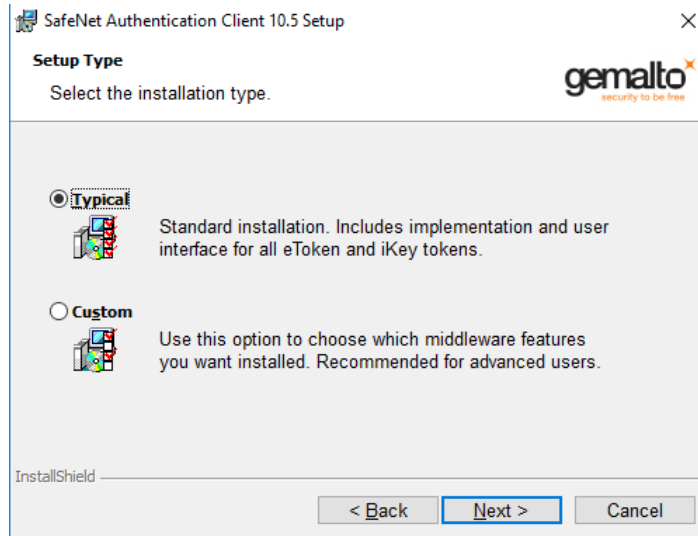 SafeNet Authentication Client 10.5 Setup
Setup Type
Select the installation type.
gemalto
security to be free
Typical
Standard installation. Includes implementation and user
interface for all eToken and iKey tokens.
Custom
Use this option to choose which middleware features
you want installed. Recommended for advanced users.
InstallShield
< Back
Next >
Cancel